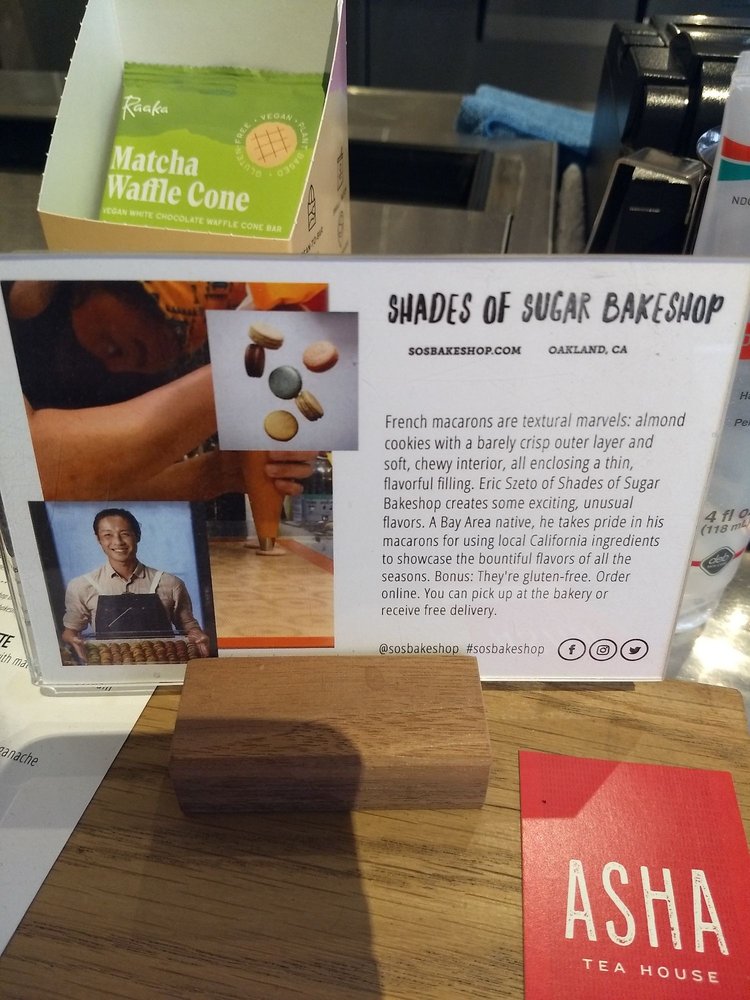 Raaka
GLUTEN-FREE • VEGAN • PLANT BASED •
Matcha
Waffle Cone
VEGAN WHITE CHOCOLATE WAFFLE CONE BAR
SHADES OF SUGAR BAKESHOP
SOSBAKESHOP.COM OAKLAND, CA
French macarons are textural marvels: almond
cookies with a barely crisp outer layer and
soft, chewy interior, all enclosing a thin,
flavorful filling. Eric Szeto of Shades of Sugar
Bakeshop creates some exciting, unusual
flavors. A Bay Area native, he takes pride in his
macarons for using local California ingredients
to showcase the bountiful flavors of all the
seasons. Bonus: They're gluten-free. Order
online. You can pick up at the bakery or
receive free delivery.
@sosbakeshop #sosbakeshop
4 fl o
(118 mL
ASHA
TEA HOUSE